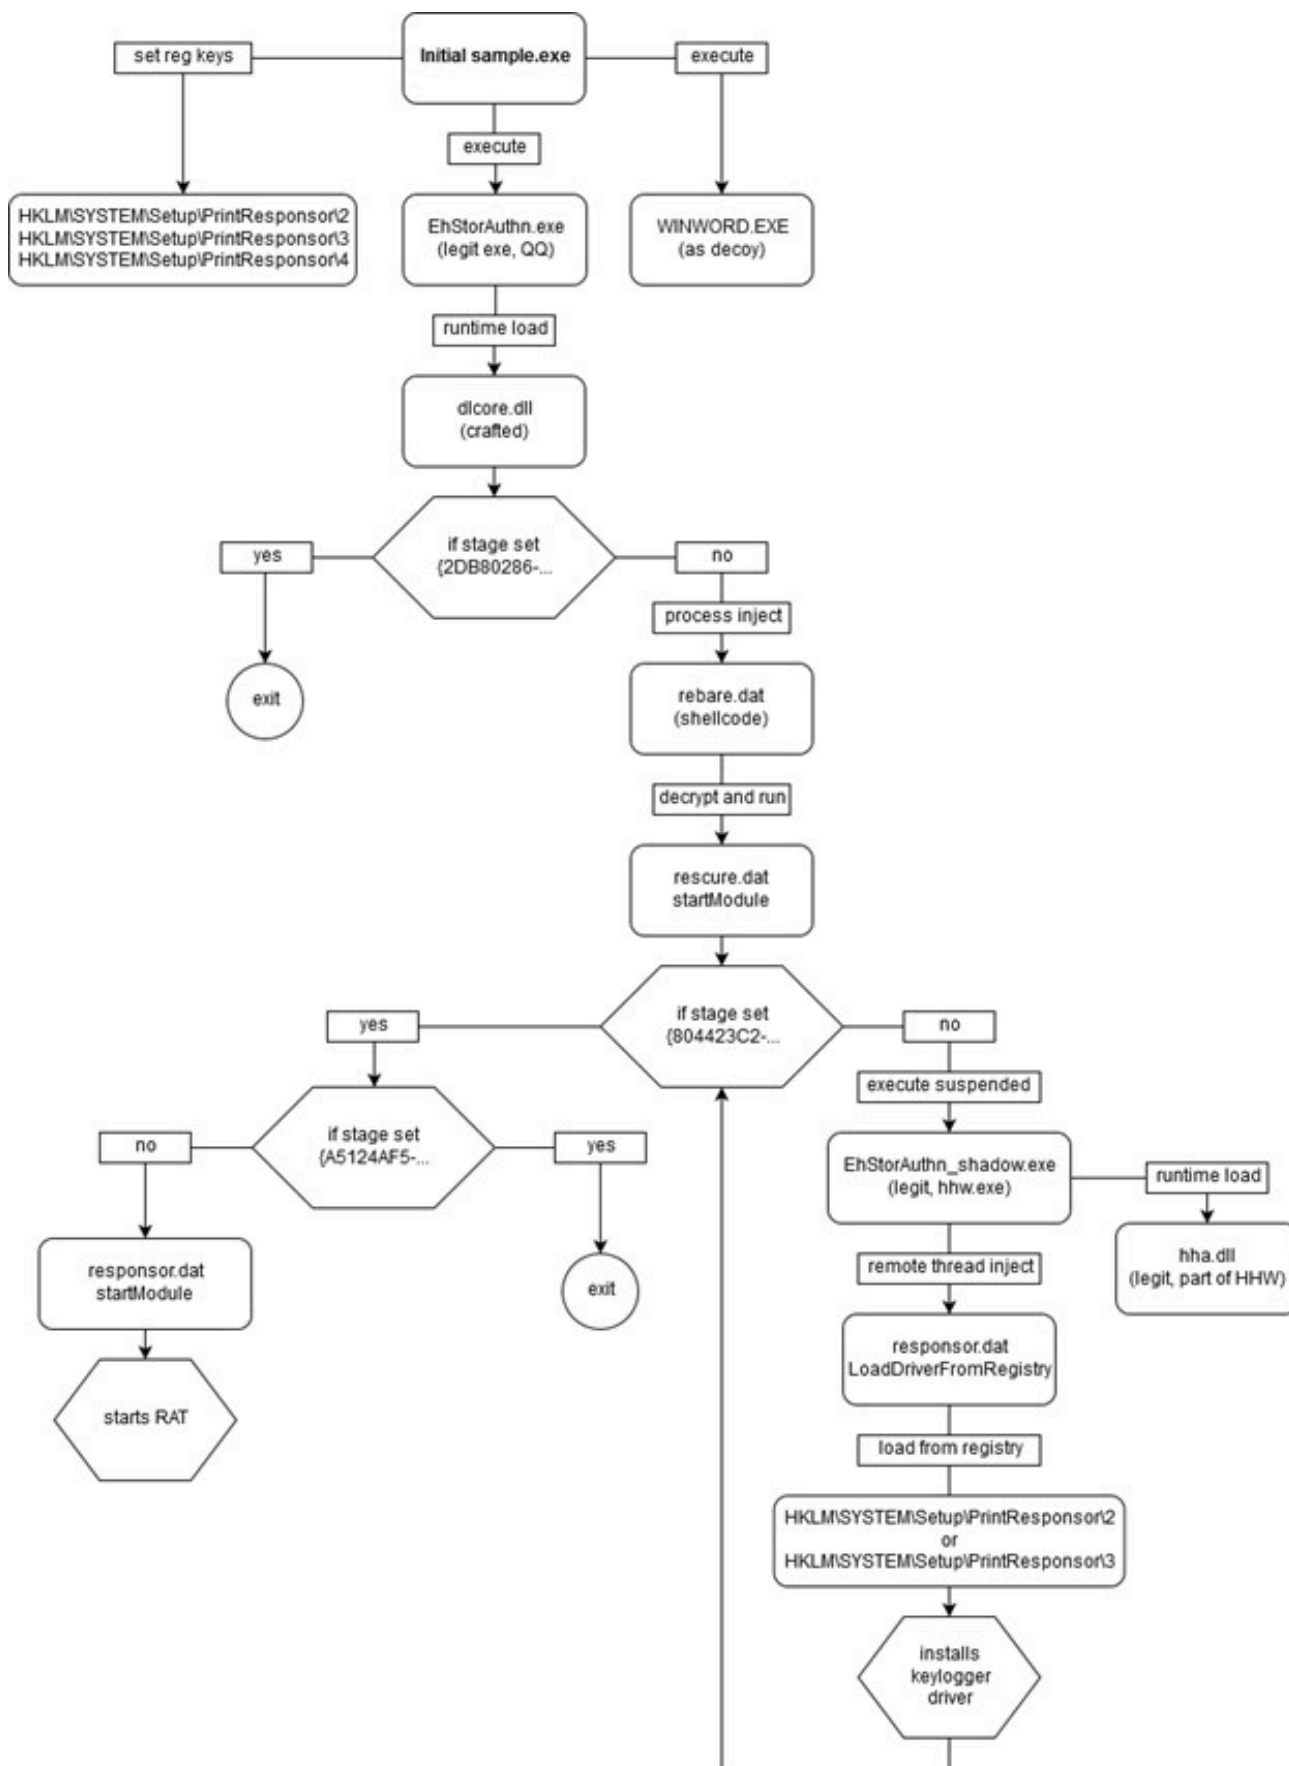 set reg keys
Initial sample.exe
execute
execute
HKLM\SYSTEM\Setup\PrintResponsor\2
HKLM\SYSTEM\Setup\PrintResponsor\3
HKLM\SYSTEM\Setup\PrintResponsor\4
EhStorAuthn.exe
(legit exe, QQ)
WINWORD.EXE
(as decoy)
runtime load
dlcore.dll
(crafted)
if stage set
{2DB80286-...
yes
no
process inject
exit
rebare.dat
(shellcode)
decrypt and run
rescure.dat
startModule
if stage set
{804423C2-...
yes
no
execute suspended
if stage set
{A5124AF5-...
no
yes
EhStorAuthn_shadow.exe
(legit, hhw.exe)
runtime load
responsor.dat
startModule
exit
remote thread inject
hha.dll
(legit, part of HHW)
responsor.dat
LoadDriverFromRegistry
starts RAT
load from registry
HKLM\SYSTEM\Setup\PrintResponsor\2
or
HKLM\SYSTEM\Setup\PrintResponsor\3
installs
keylogger
driver